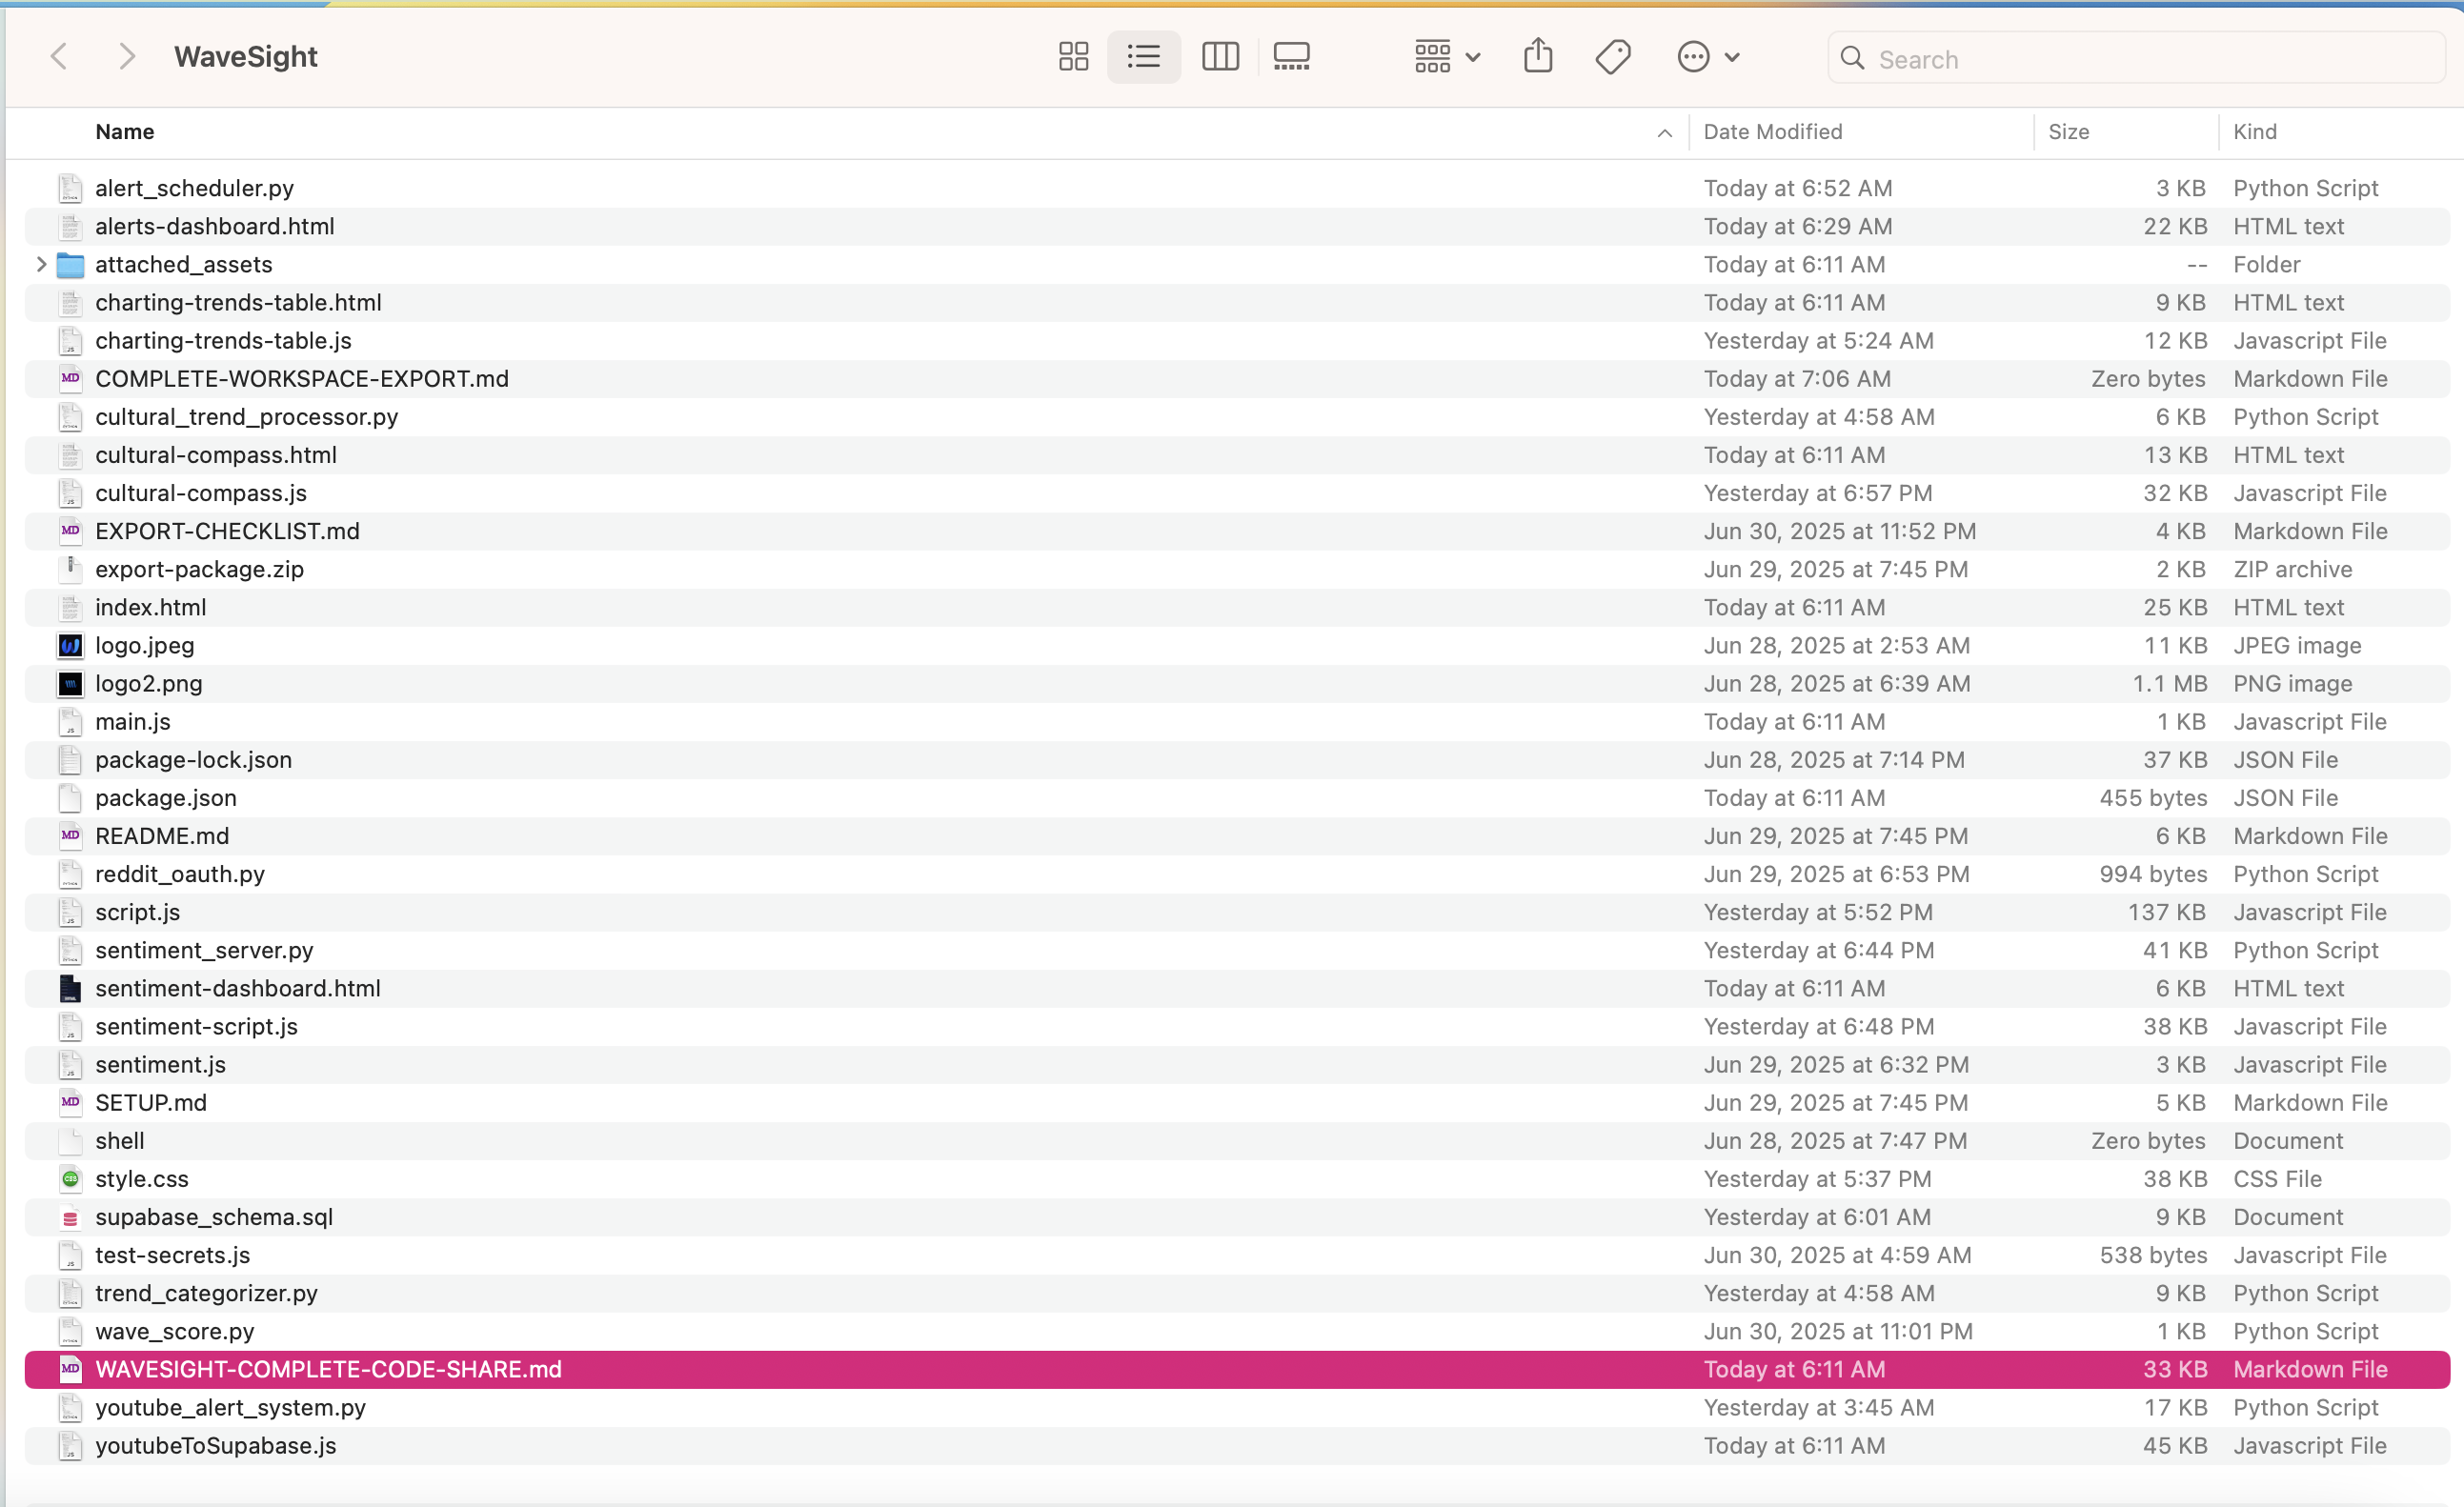 WaveSight
Search
Name Date Modified Size Kind
alert_scheduler.py Today at 6:52 AM 3 KB Python Script
alerts-dashboard.html Today at 6:29 AM 22 KB HTML text
attached_assets Today at 6:11 AM -- Folder
charting-trends-table.html Today at 6:11 AM 9 KB HTML text
charting-trends-table.js Yesterday at 5:24 AM 12 KB Javascript File
COMPLETE-WORKSPACE-EXPORT.md Today at 7:06 AM Zero bytes Markdown File
cultural_trend_processor.py Yesterday at 4:58 AM 6 KB Python Script
cultural-compass.html Today at 6:11 AM 13 KB HTML text
cultural-compass.js Yesterday at 6:57 PM 32 KB Javascript File
EXPORT-CHECKLIST.md Jun 30, 2025 at 11:52 PM 4 KB Markdown File
export-package.zip Jun 29, 2025 at 7:45 PM 2 KB ZIP archive
index.html Today at 6:11 AM 25 KB HTML text
logo.jpeg Jun 28, 2025 at 2:53 AM 11 KB JPEG image
logo2.png Jun 28, 2025 at 6:39 AM 1.1 MB PNG image
main.js Today at 6:11 AM 1 KB Javascript File
package-lock.json Jun 28, 2025 at 7:14 PM 37 KB JSON File
package.json Today at 6:11 AM 455 bytes JSON File
README.md Jun 29, 2025 at 7:45 PM 6 KB Markdown File
reddit_oauth.py Jun 29, 2025 at 6:53 PM 994 bytes Python Script
script.js Yesterday at 5:52 PM 137 KB Javascript File
sentiment_server.py Yesterday at 6:44 PM 41 KB Python Script
sentiment-dashboard.html Today at 6:11 AM 6 KB HTML text
sentiment-script.js Yesterday at 6:48 PM 38 KB Javascript File
sentiment.js Jun 29, 2025 at 6:32 PM 3 KB Javascript File
SETUP.md Jun 29, 2025 at 7:45 PM 5 KB Markdown File
shell Jun 28, 2025 at 7:47 PM Zero bytes Document
style.css Yesterday at 5:37 PM 38 KB CSS File
supabase_schema.sql Yesterday at 6:01 AM 9 KB Document
test-secrets.js Jun 30, 2025 at 4:59 AM 538 bytes Javascript File
trend_categorizer.py Yesterday at 4:58 AM 9 KB Python Script
wave_score.py Jun 30, 2025 at 11:01 PM 1 KB Python Script
WAVESIGHT-COMPLETE-CODE-SHARE.md Today at 6:11 AM 33 KB Markdown File
youtube_alert_system.py Yesterday at 3:45 AM 17 KB Python Script
youtubeToSupabase.js Today at 6:11 AM 45 KB Javascript File